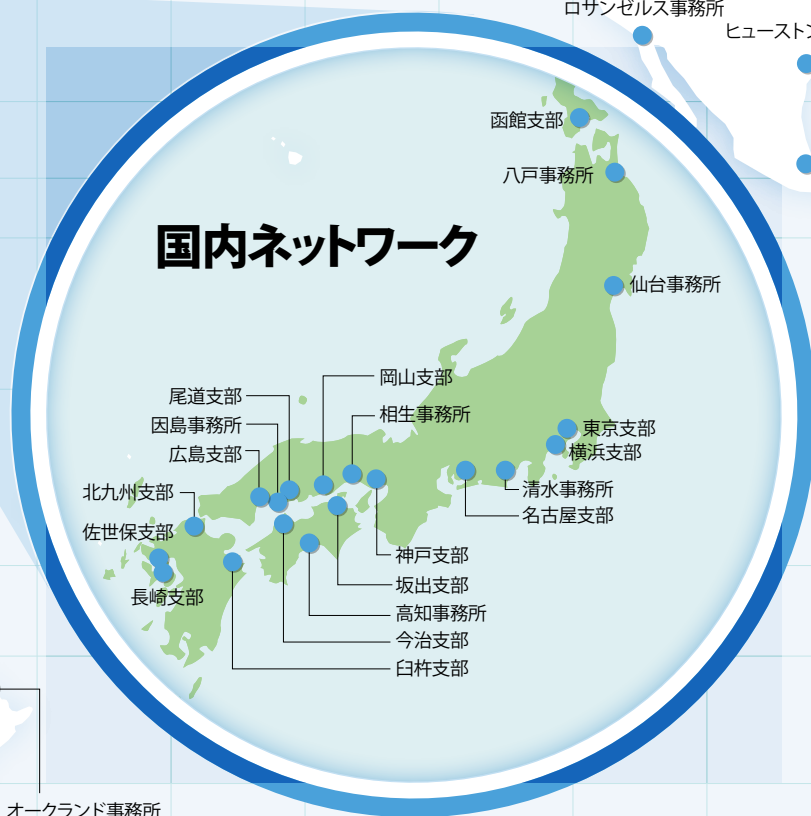 ロサンゼルス事務所
ヒューストン
函館支部
八戸事務所
国内ネットワーク
仙台事務所
岡山支部
尾道支部
相生事務所
因島事務所
東京支部
広島支部
横浜支部
北九州支部
清水事務所
名古屋支部
佐世保支部
神戸支部
坂出支部
長崎支部
高知事務所
今治支部
臼杵支部
オークランド事務所